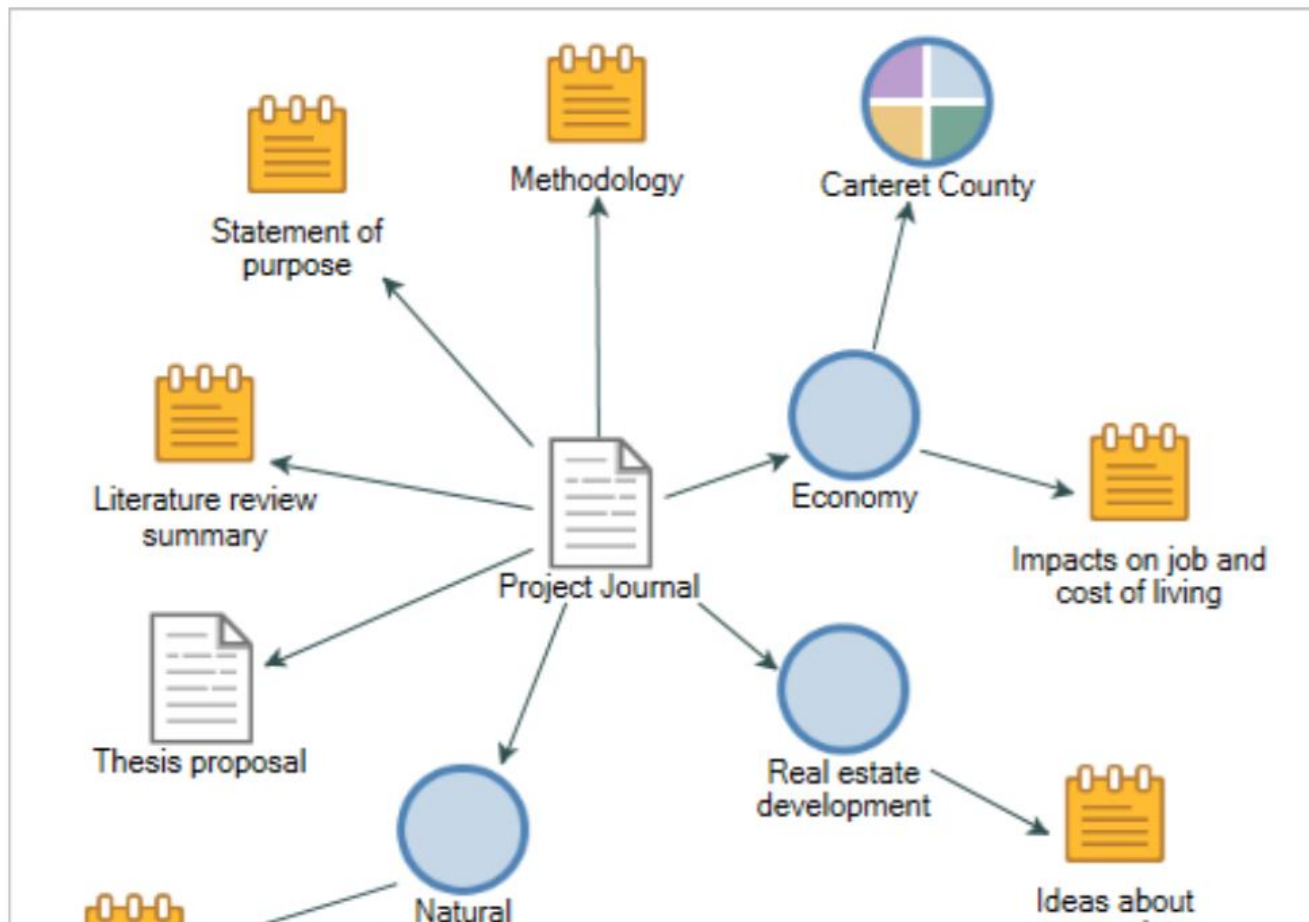 Methodology
Carteret County
Statement of
purpose
Literature review
summary
Economy
Impacts on job and
cost of living
Project Journal
Thesis proposal
Real estate
development
Natural
Ideas about